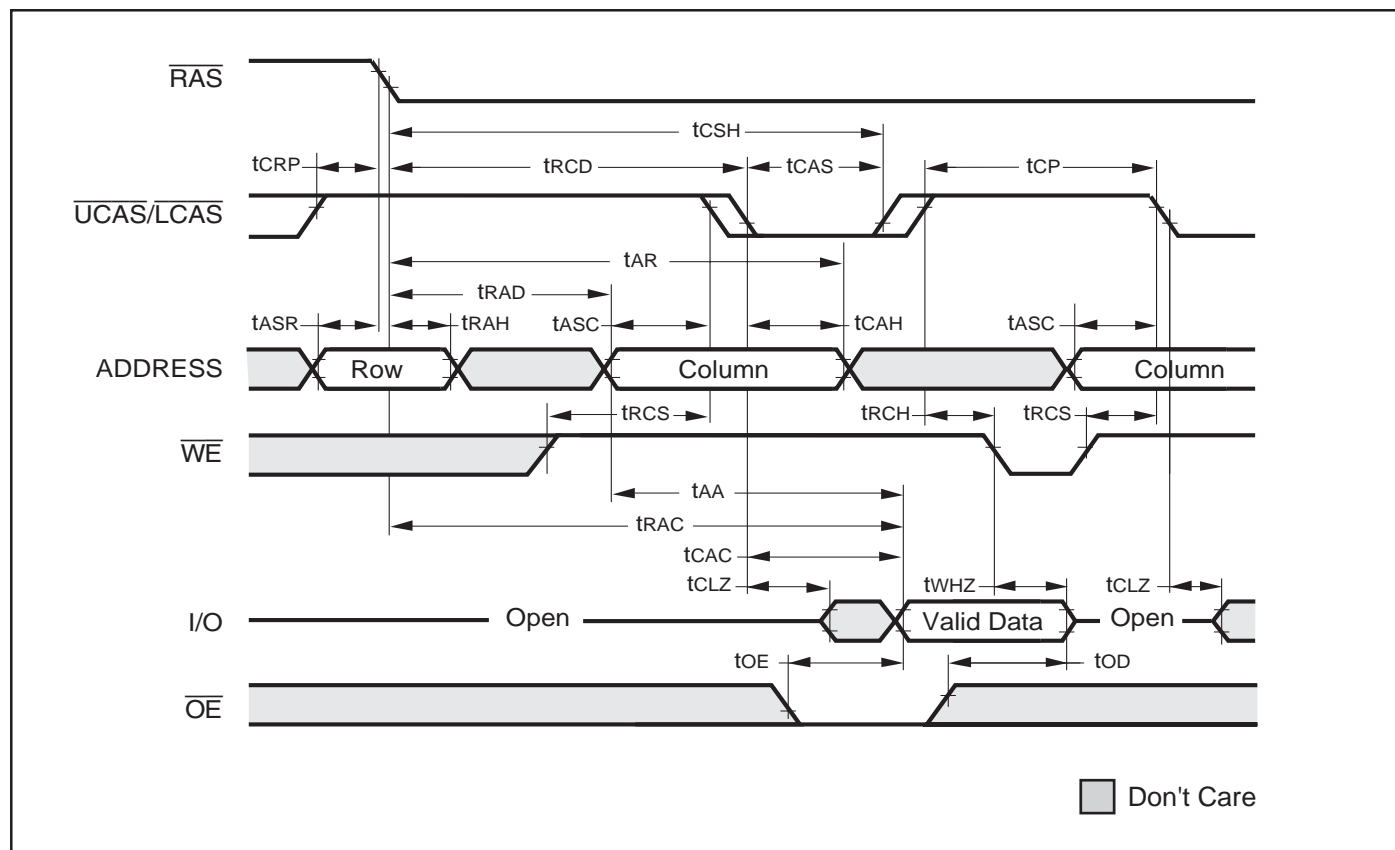 RAS
tCSH
tCRP tRCD tCAS tCP
UCAS/LCAS
tAR
tRAD
tASR tRAH tASC tCAH tASC
ADDRESS Row Column Column
tRCS tRCH tRCS
WE
tAA
tRAC
tCAC
tCLZ tWHZ tCLZ
I/O Open Valid Data Open
tOE tOD
OE
Don't Care